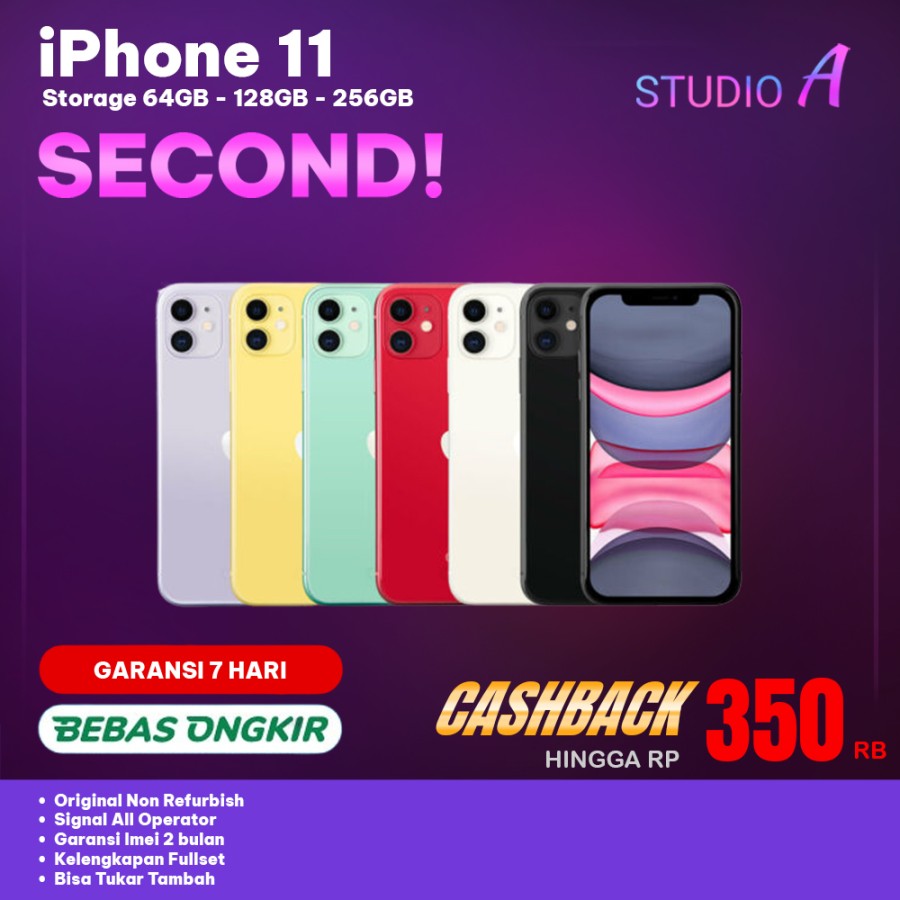 iPhone 11
Storage 64GB - 128GB - 256GB
STUDIO A
SECOND!
GARANSI 7 HARI
BEBAS ONGKIR
CASHBACK 350 RB
HINGGA RP
• Original Non Refurbish
• Signal All Operator
• Garansi Imei 2 bulan
• Kelengkapan Fullset
• Bisa Tukar Tambah